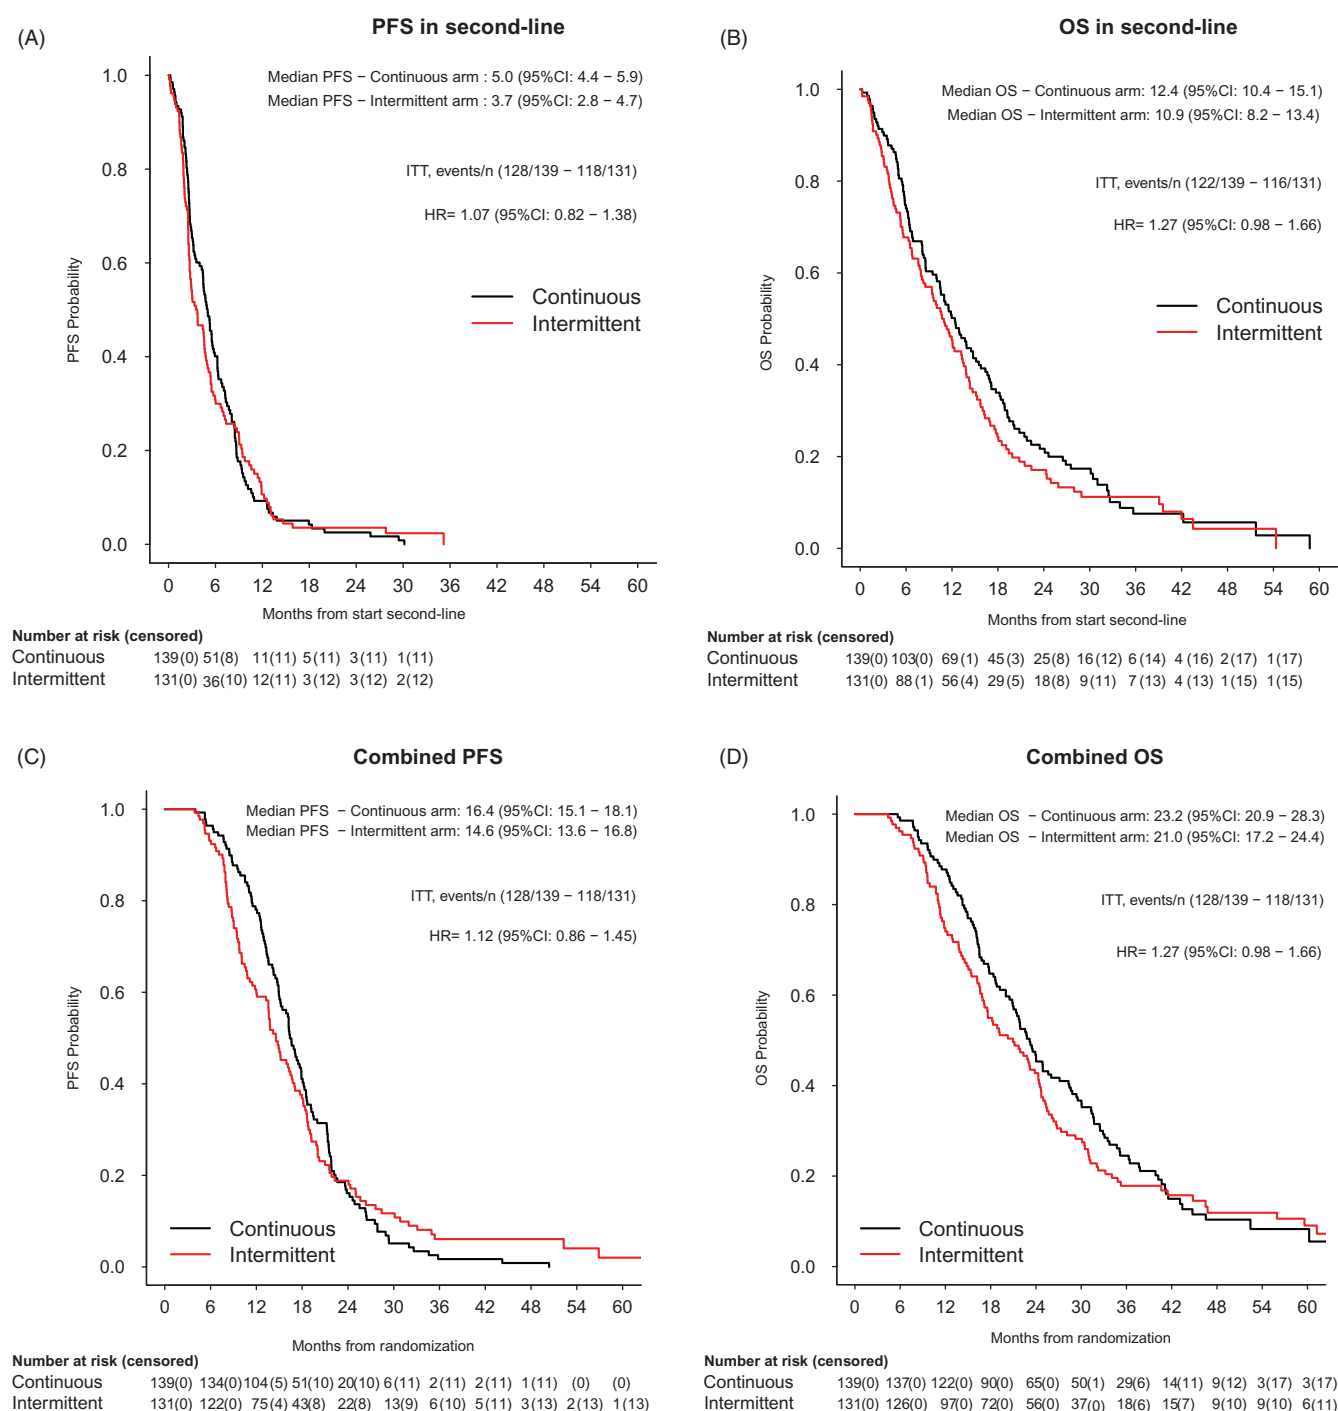 (A)
PFS in second-line
Median PFS − Continuous arm : 5.0 (95%CI: 4.4 − 5.9)
Median PFS − Intermittent arm : 3.7 (95%CI: 2.8 − 4.7)
ITT, events/n (128/139 − 118/131)
HR= 1.07 (95%CI: 0.82 − 1.38)
Continuous
Intermittent
PFS Probability
1.0
0.8
0.6
0.4
0.2
0.0
0 6 12 18 24 30 36 42 48 54 60
Months from start second-line
Number at risk (censored)
Continuous 139(0) 51(8) 11(11) 5(11) 3(11) 1(11)
Intermittent 131(0) 36(10) 12(11) 3(12) 3(12) 2(12)
(B)
OS in second-line
Median OS − Continuous arm: 12.4 (95%CI: 10.4 − 15.1)
Median OS − Intermittent arm: 10.9 (95%CI: 8.2 − 13.4)
ITT, events/n (122/139 − 116/131)
HR= 1.27 (95%CI: 0.98 − 1.66)
Continuous
Intermittent
OS Probability
1.0
0.8
0.6
0.4
0.2
0.0
0 6 12 18 24 30 36 42 48 54 60
Months from start second-line
Number at risk (censored)
Continuous 139(0) 103(0) 69(1) 45(3) 25(8) 16(12) 6(14) 4(16) 2(17) 1(17)
Intermittent 131(0) 88(1) 56(4) 29(5) 18(8) 9(11) 7(13) 4(13) 1(15) 1(15)
(C)
Combined PFS
Median PFS − Continuous arm: 16.4 (95%CI: 15.1 − 18.1)
Median PFS − Intermittent arm: 14.6 (95%CI: 13.6 − 16.8)
ITT, events/n (128/139 − 118/131)
HR= 1.12 (95%CI: 0.86 − 1.45)
PFS Probability
1.0
0.8
0.6
0.4
0.2
0.0
Continuous
Intermittent
0 6 12 18 24 30 36 42 48 54 60
Months from randomization
Number at risk (censored)
Continuous 139(0) 134(0) 104(5) 51(10) 20(10) 6(11) 2(11) 2(11) 1(11) (0) (0)
Intermittent 131(0) 122(0) 75(4) 43(8) 22(8) 13(9) 6(10) 5(11) 3(13) 2(13) 1(13)
(D)
Combined OS
Median OS − Continuous arm: 23.2 (95%CI: 20.9 − 28.3)
Median OS − Intermittent arm: 21.0 (95%CI: 17.2 − 24.4)
ITT, events/n (128/139 − 118/131)
HR= 1.27 (95%CI: 0.98 − 1.66)
OS Probability
1.0
0.8
0.6
0.4
0.2
0.0
Continuous
Intermittent
0 6 12 18 24 30 36 42 48 54 60
Months from randomization
Number at risk (censored)
Continuous 139(0) 137(0) 122(0) 90(0) 65(0) 50(1) 29(6) 14(11) 9(12) 3(17) 3(17)
Intermittent 131(0) 126(0) 97(0) 72(0) 56(0) 37(0) 18(6) 15(7) 9(10) 9(10) 6(11)